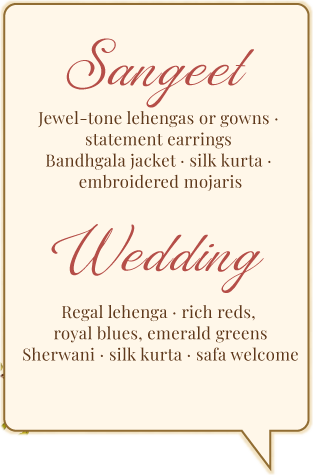 Sangeet
Jewel-tone lehengas or gowns ·
statement earrings
Bandhgala jacket · silk kurta ·
embroidered mojaris
Wedding
Regal lehenga · rich reds,
royal blues, emerald greens
Sherwani · silk kurta · safa welcome